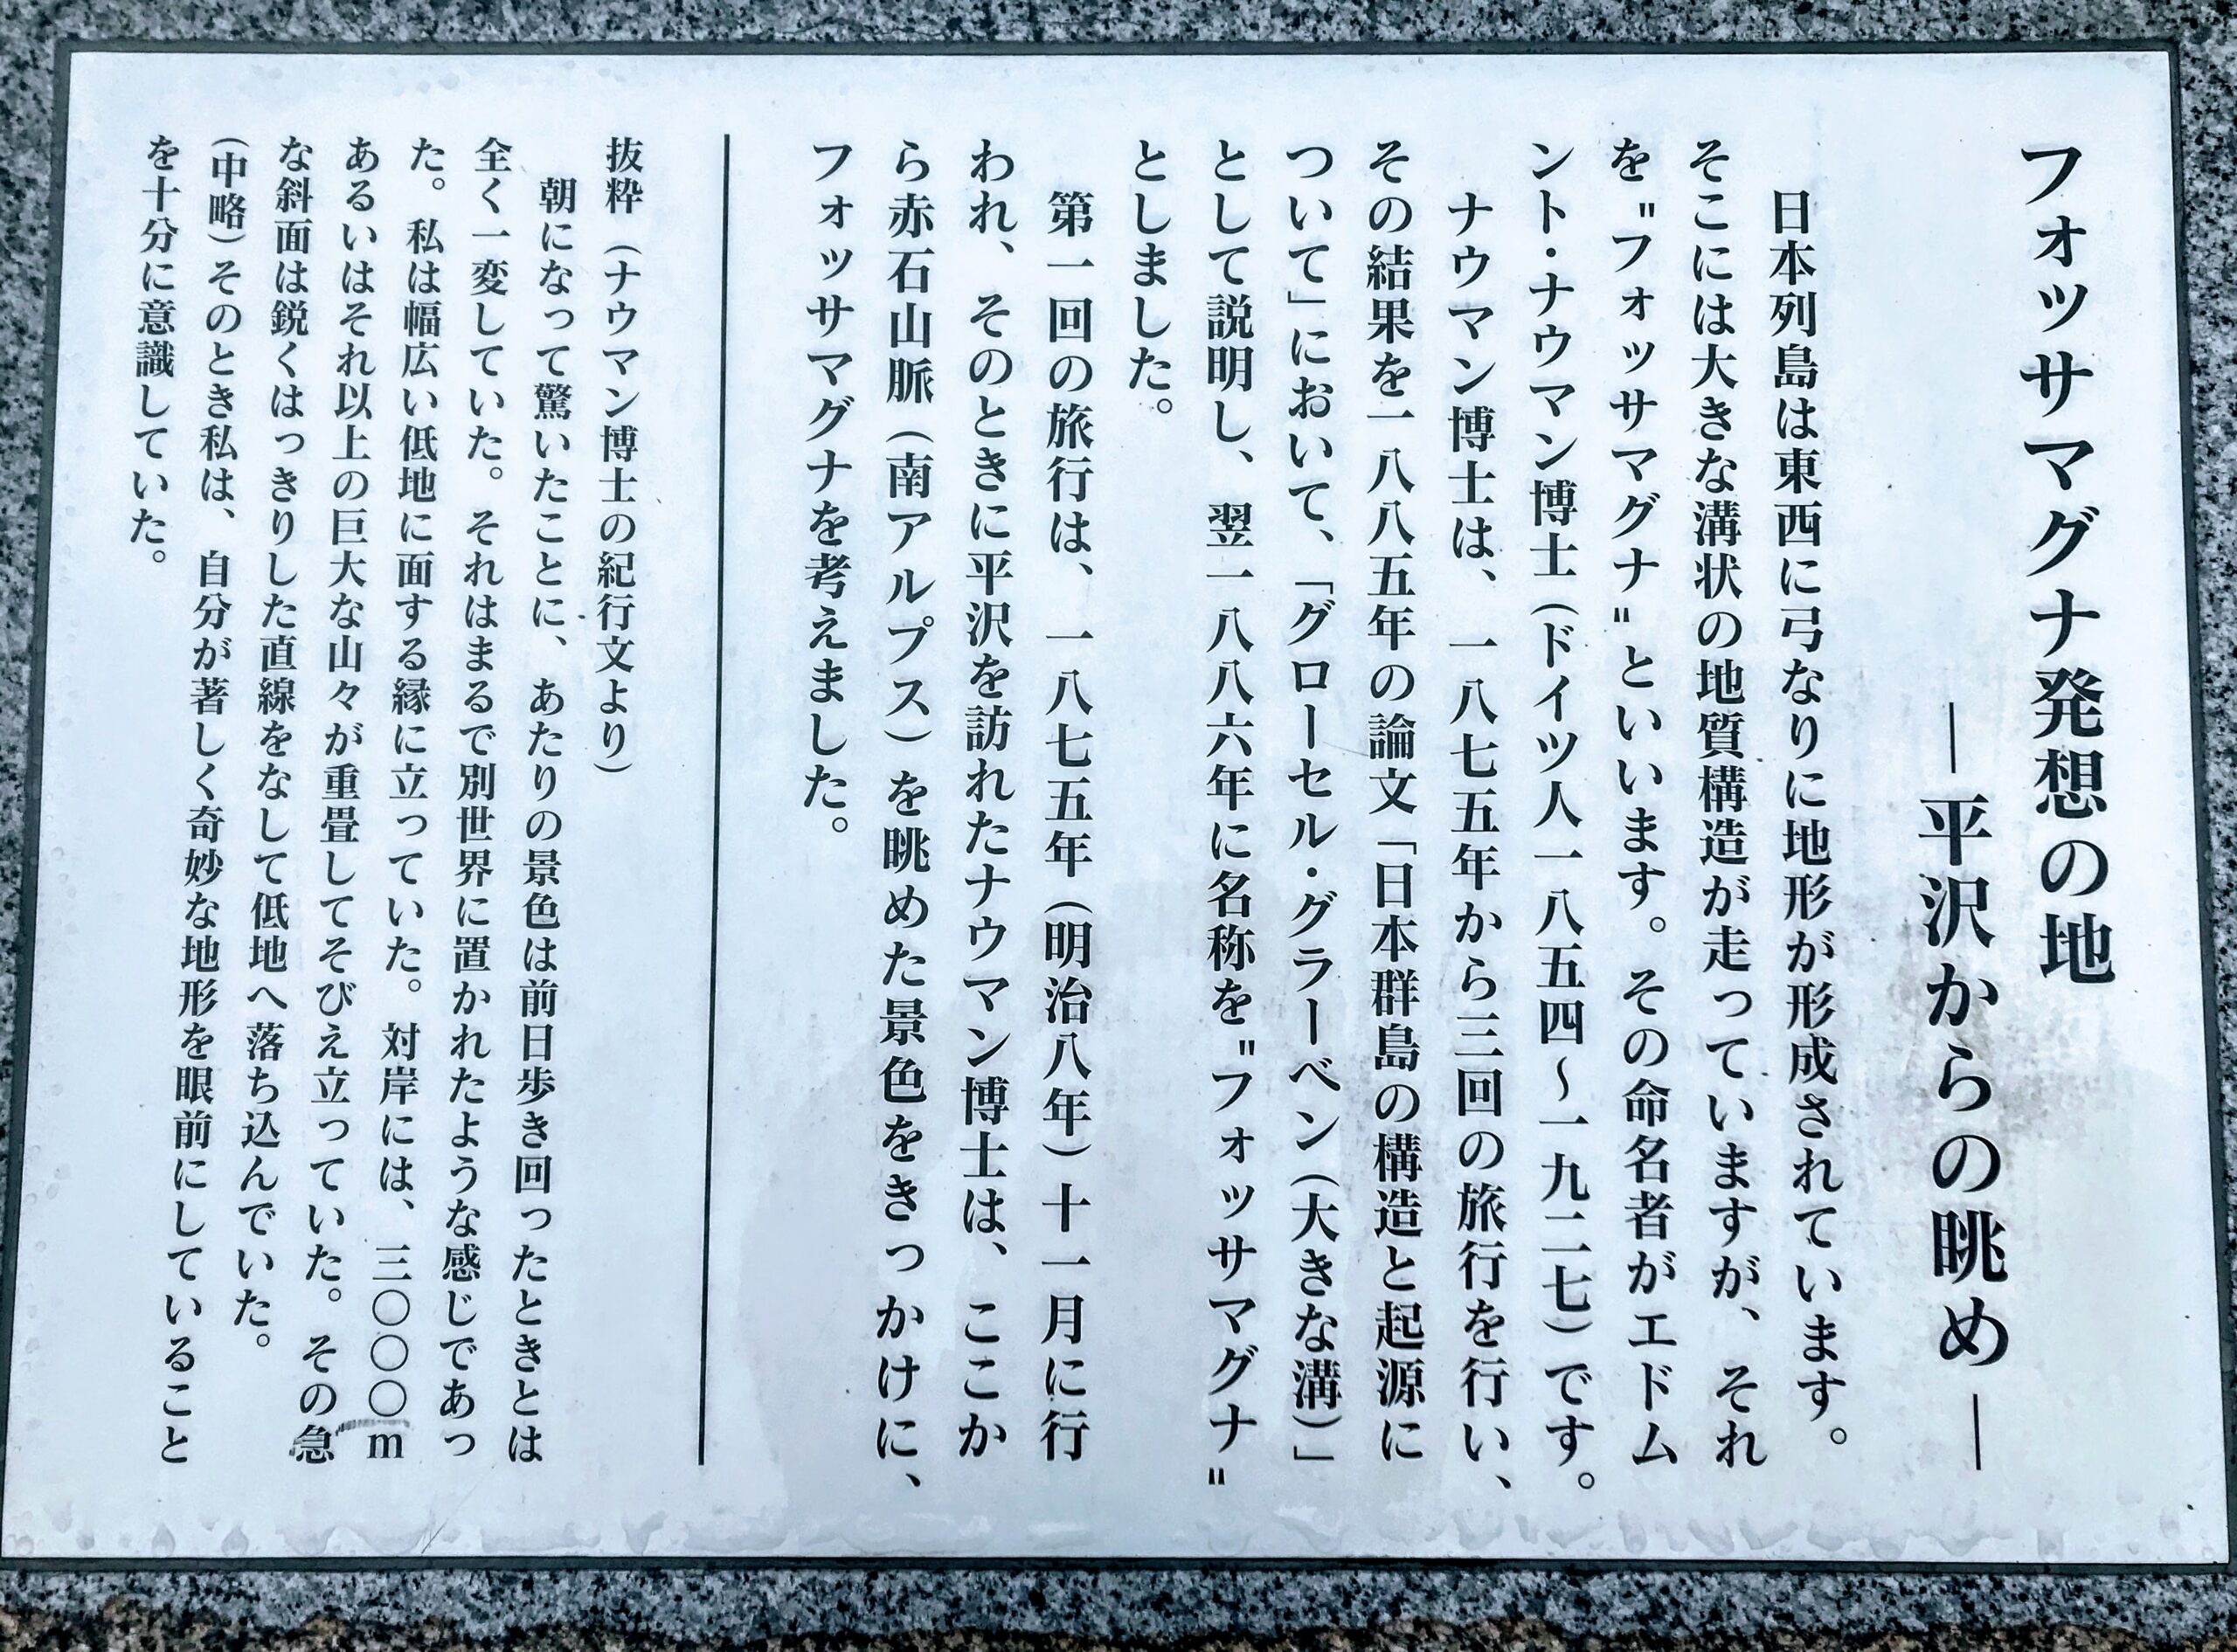 フォッサマグナ発想の地
―平沢からの眺め―
日本列島は東西に弓なりに地形が形成されています。
そこには大きな溝状の地質構造が走っていますが、それ
を"フォッサマグナ"といいます。その命名者がエドム
ント・ナウマン博士(ドイツ人一八五四〜一九二七)です。
ナウマン博士は、一八七五年から三回の旅行を行い、
その結果を一八八五年の論文「日本群島の構造と起源に
ついて」において、「グローセル・グラーベン(大きな溝)」
として説明し、翌一八八六年に名称を"フォッサマグナ"
としました。
第一回の旅行は、一八七五年(明治八年)十一月に行
われ、そのときに平沢を訪れたナウマン博士は、ここか
ら赤石山脈(南アルプス)を眺めた景色をきっかけに、
フォッサマグナを考えました。
抜粋(ナウマン博士の紀行文より)
朝になって驚いたことに、あたりの景色は前日歩き回ったときとは
全く一変していた。それはまるで別世界に置かれたような感じであっ
た。私は幅広い低地に面する縁に立っていた。対岸には、三〇〇〇m
あるいはそれ以上の巨大な山々が重畳してそびえ立っていた。その急
な斜面は鋭くはっきりした直線をなして低地へ落ち込んでいた。
(中略)そのとき私は、自分が著しく奇妙な地形を眼前にしていること
を十分に意識していた。